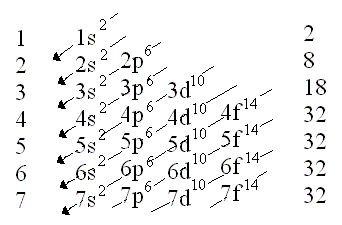 1 1s² 2
2 2s² 2p⁶ 8
3 3s² 3p⁶ 3d¹⁰ 18
4 4s² 4p⁶ 4d¹⁰ 4f¹⁴ 32
5 5s² 5p⁶ 5d¹⁰ 5f¹⁴ 32
6 6s² 6p⁶ 6d¹⁰ 6f¹⁴ 32
7 7s² 7p⁶ 7d¹⁰ 7f¹⁴ 32